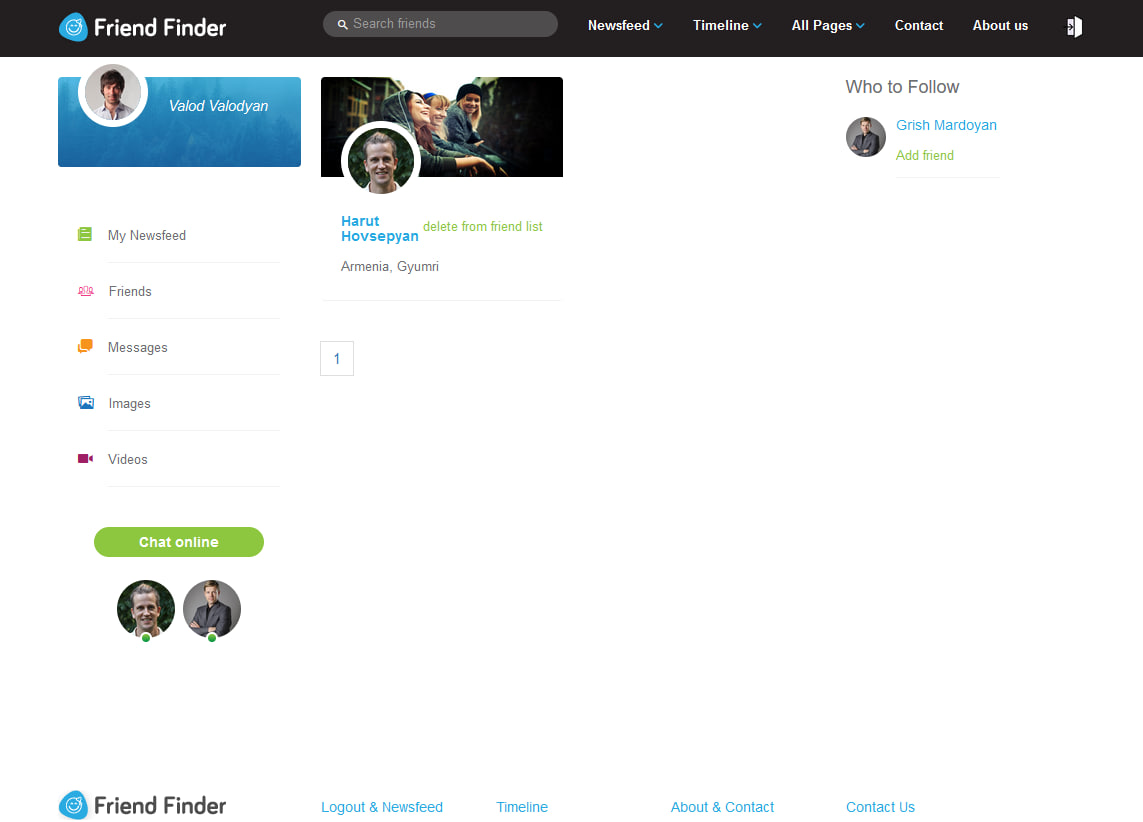 Friend Finder
Search friends
Newsfeed
Timeline
All Pages
Contact
About us
Valod Valodyan
My Newsfeed
Friends
Messages
Images
Videos
Chat online
Harut
Hovsepyan
delete from friend list
Armenia, Gyumri
1
Who to Follow
Grish Mardoyan
Add friend
Friend Finder
Logout & Newsfeed
Timeline
About & Contact
Contact Us